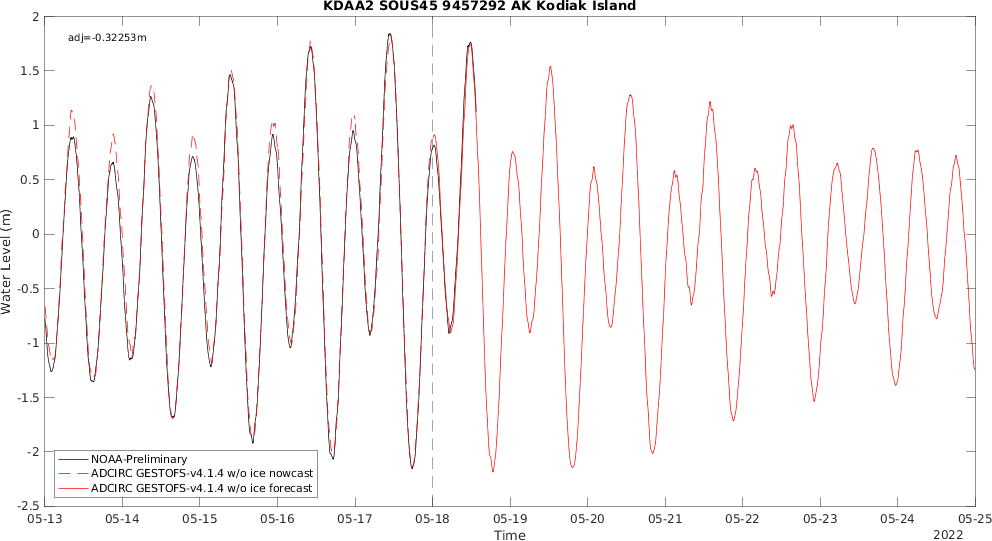 KDAA2 SOUS45 9457292 AK Kodiak Island
adj=-0.32253m
2
1.5
1
0.5
0
-0.5
-1
-1.5
-2
-2.5
Water Level (m)
NOAA-Preliminary
ADCIRC GESTOFS-v4.1.4 w/o ice nowcast
ADCIRC GESTOFS-v4.1.4 w/o ice forecast
05-13 05-14 05-15 05-16 05-17 05-18 05-19 05-20 05-21 05-22 05-23 05-24 05-25
Time
2022